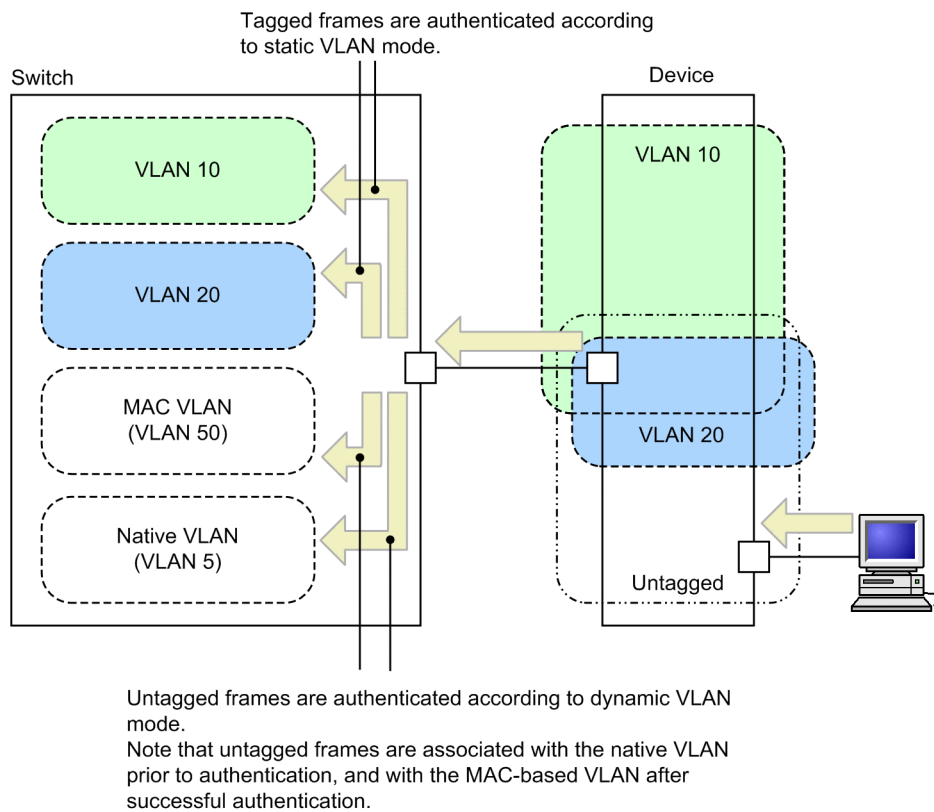 Tagged frames are authenticated according
to static VLAN mode.
Switch
Device
VLAN 10
VLAN 10
VLAN 20
MAC VLAN
(VLAN 50)
VLAN 20
Native VLAN
(VLAN 5)
Untagged
Untagged frames are authenticated according to dynamic VLAN
mode.
Note that untagged frames are associated with the native VLAN
prior to authentication, and with the MAC-based VLAN after
successful authentication.